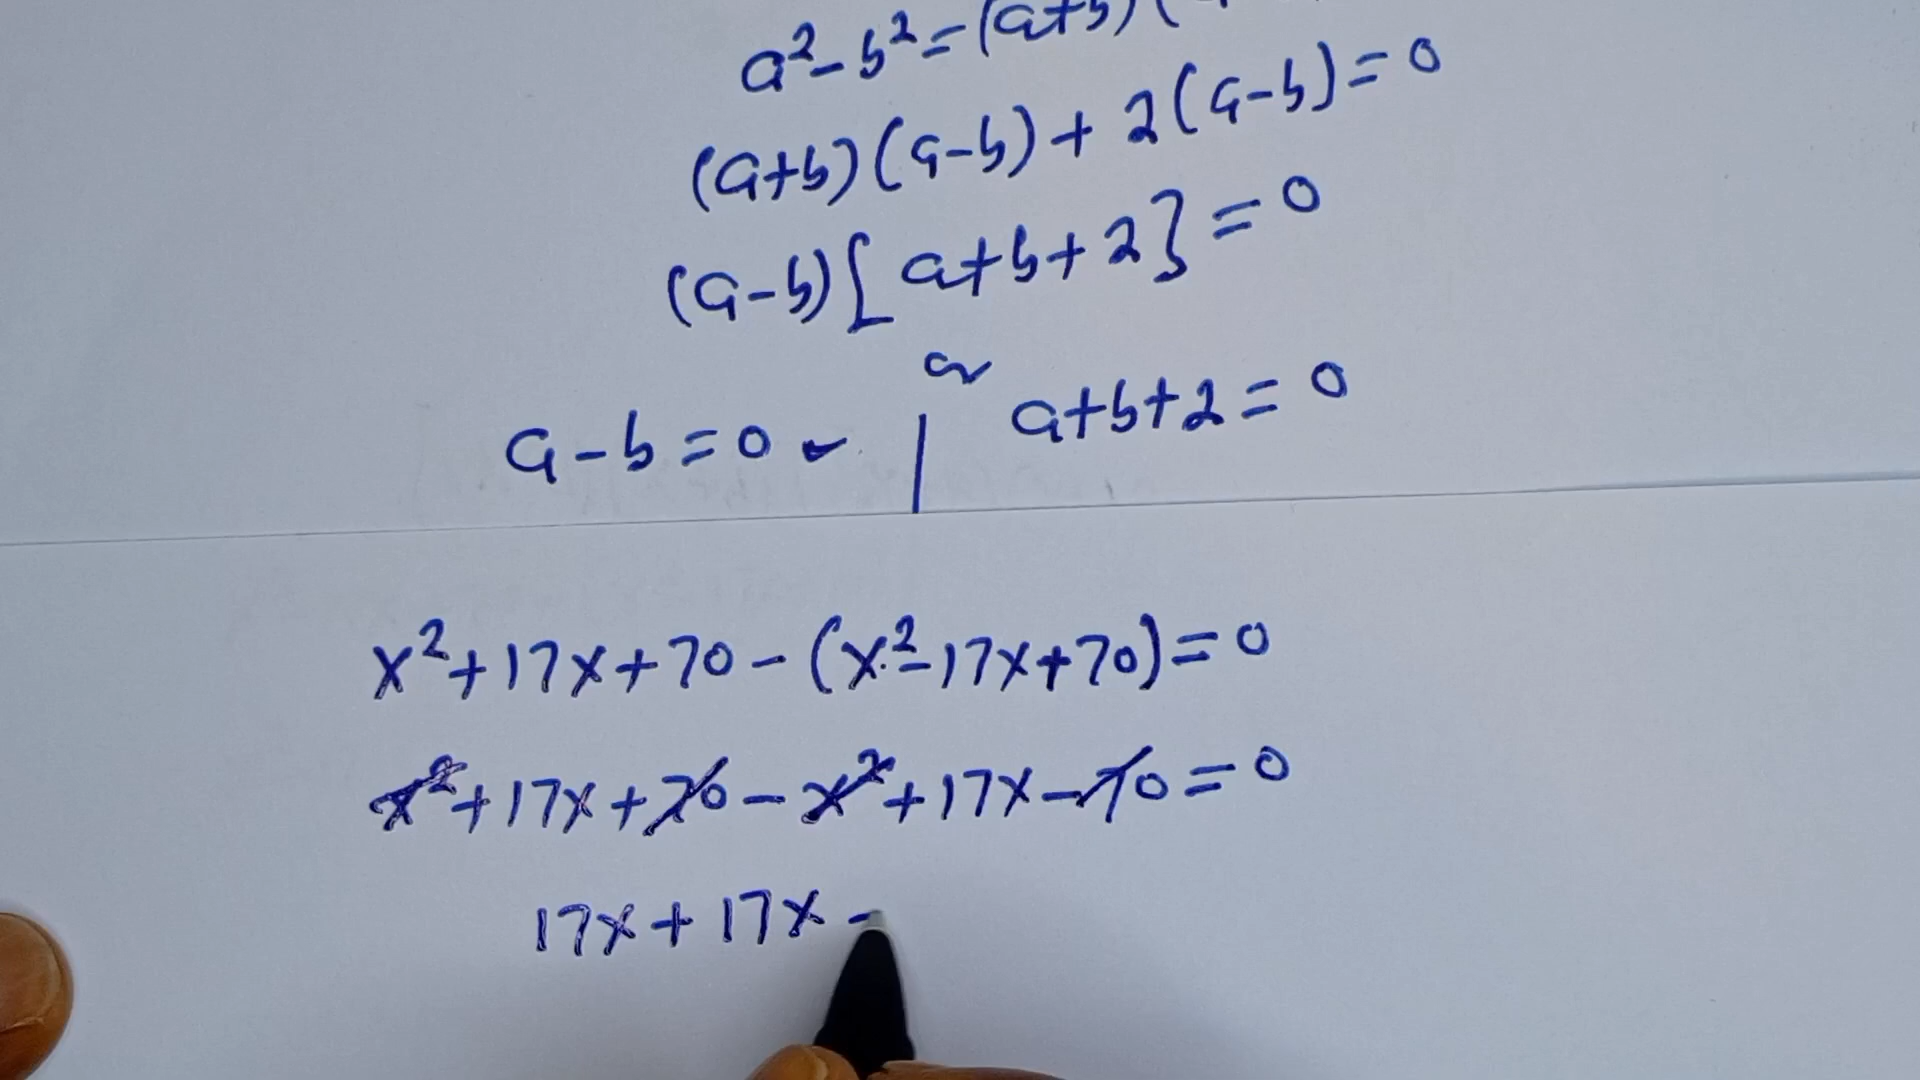 a²-b²=(a+b)(
(a+b)(a-b)+2(a-b)=0
(a-b)[a+b+2}=0
or
a-b=0 | a+b+2=0
x²+17x+70-(x²-17x+70)=0
x²+17x+70-x²+17x-70=0
17x+17x-